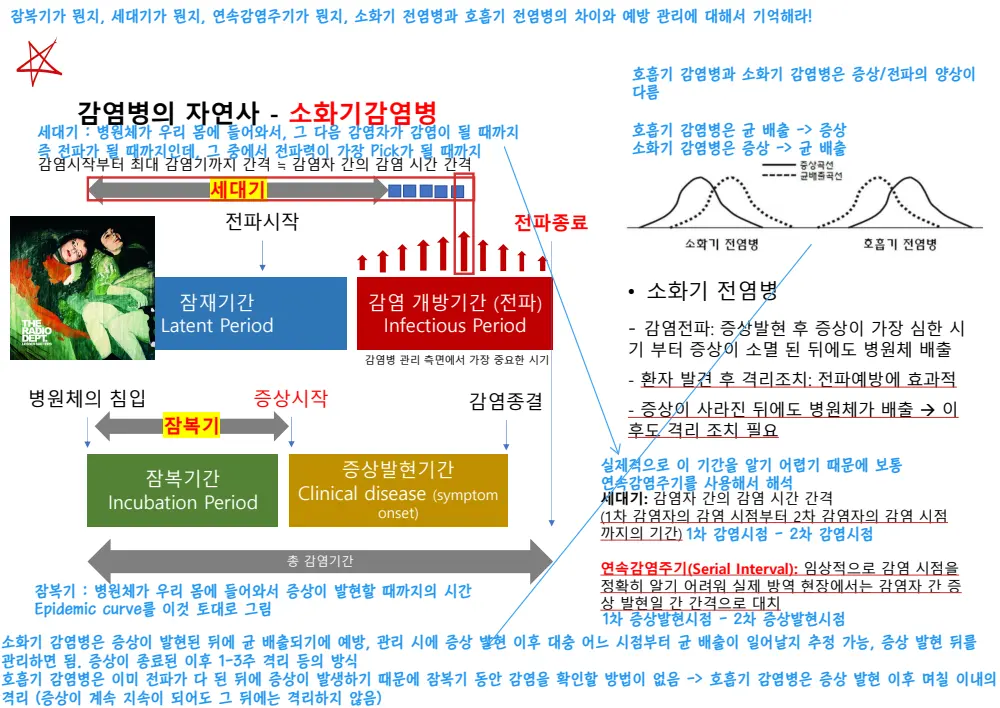 잠복기가 뭔지, 세대기가 뭔지, 연속감염주기가 뭔지, 소화기 전염병과 호흡기 전염병의 차이와 예방 관리에 대해서 기억해라!
감염병의 자연사 - 소화기감염병
세대기 : 병원체가 우리 몸에 들어와서, 그 다음 감염자가 감염이 될 때까지
즉 전파가 될 때까지인데, 그 중에서 전파력이 가장 Pick가 될 때까지
감염시작부터 최대 감염기까지 간격 ≒ 감염자 간의 감염 시간 간격
세대기
전파시작
전파종료
잠재기간
Latent Period
감염 개방기간 (전파)
Infectious Period
감염병 관리 측면에서 가장 중요한 시기
THE
RADIO
DEPT.
병원체의 침입
증상시작
감염종결
잠복기
잠복기간
Incubation Period
증상발현기간
Clinical disease (symptom
onset)
총 감염기간
잠복기 : 병원체가 우리 몸에 들어와서 증상이 발현할 때까지의 시간
Epidemic curve를 이것 토대로 그림
호흡기 감염병과 소화기 감염병은 증상/전파의 양상이
다름
호흡기 감염병은 균 배출 -> 증상
소화기 감염병은 증상 -> 균 배출
증상곡선
균배출곡선
소화기 전염병
호흡기 전염병
• 소화기 전염병
- 감염전파: 증상발현 후 증상이 가장 심한 시
기 부터 증상이 소멸 된 뒤에도 병원체 배출
- 환자 발견 후 격리조치: 전파예방에 효과적
- 증상이 사라진 뒤에도 병원체가 배출 → 이
후도 격리 조치 필요
실제적으로 이 기간을 알기 어렵기 때문에 보통
연속감염주기를 사용해서 해석
세대기: 감염자 간의 감염 시간 간격
(1차 감염자의 감염 시점부터 2차 감염자의 감염 시점
까지의 기간) 1차 감염시점 - 2차 감염시점
연속감염주기(Serial Interval): 임상적으로 감염 시점을
정확히 알기 어려워 실제 방역 현장에서는 감염자 간 증
상 발현일 간 간격으로 대치
1차 증상발현시점 - 2차 증상발현시점
소화기 감염병은 증상이 발현된 뒤에 균 배출되기에 예방, 관리 시에 증상 발현 이후 대충 어느 시점부터 균 배출이 일어날지 추정 가능, 증상 발현 뒤를
관리하면 됨. 증상이 종료된 이후 1-3주 격리 등의 방식
호흡기 감염병은 이미 전파가 다 된 뒤에 증상이 발생하기 때문에 잠복기 동안 감염을 확인할 방법이 없음 -> 호흡기 감염병은 증상 발현 이후 며칠 이내의
격리 (증상이 계속 지속이 되어도 그 뒤에는 격리하지 않음)